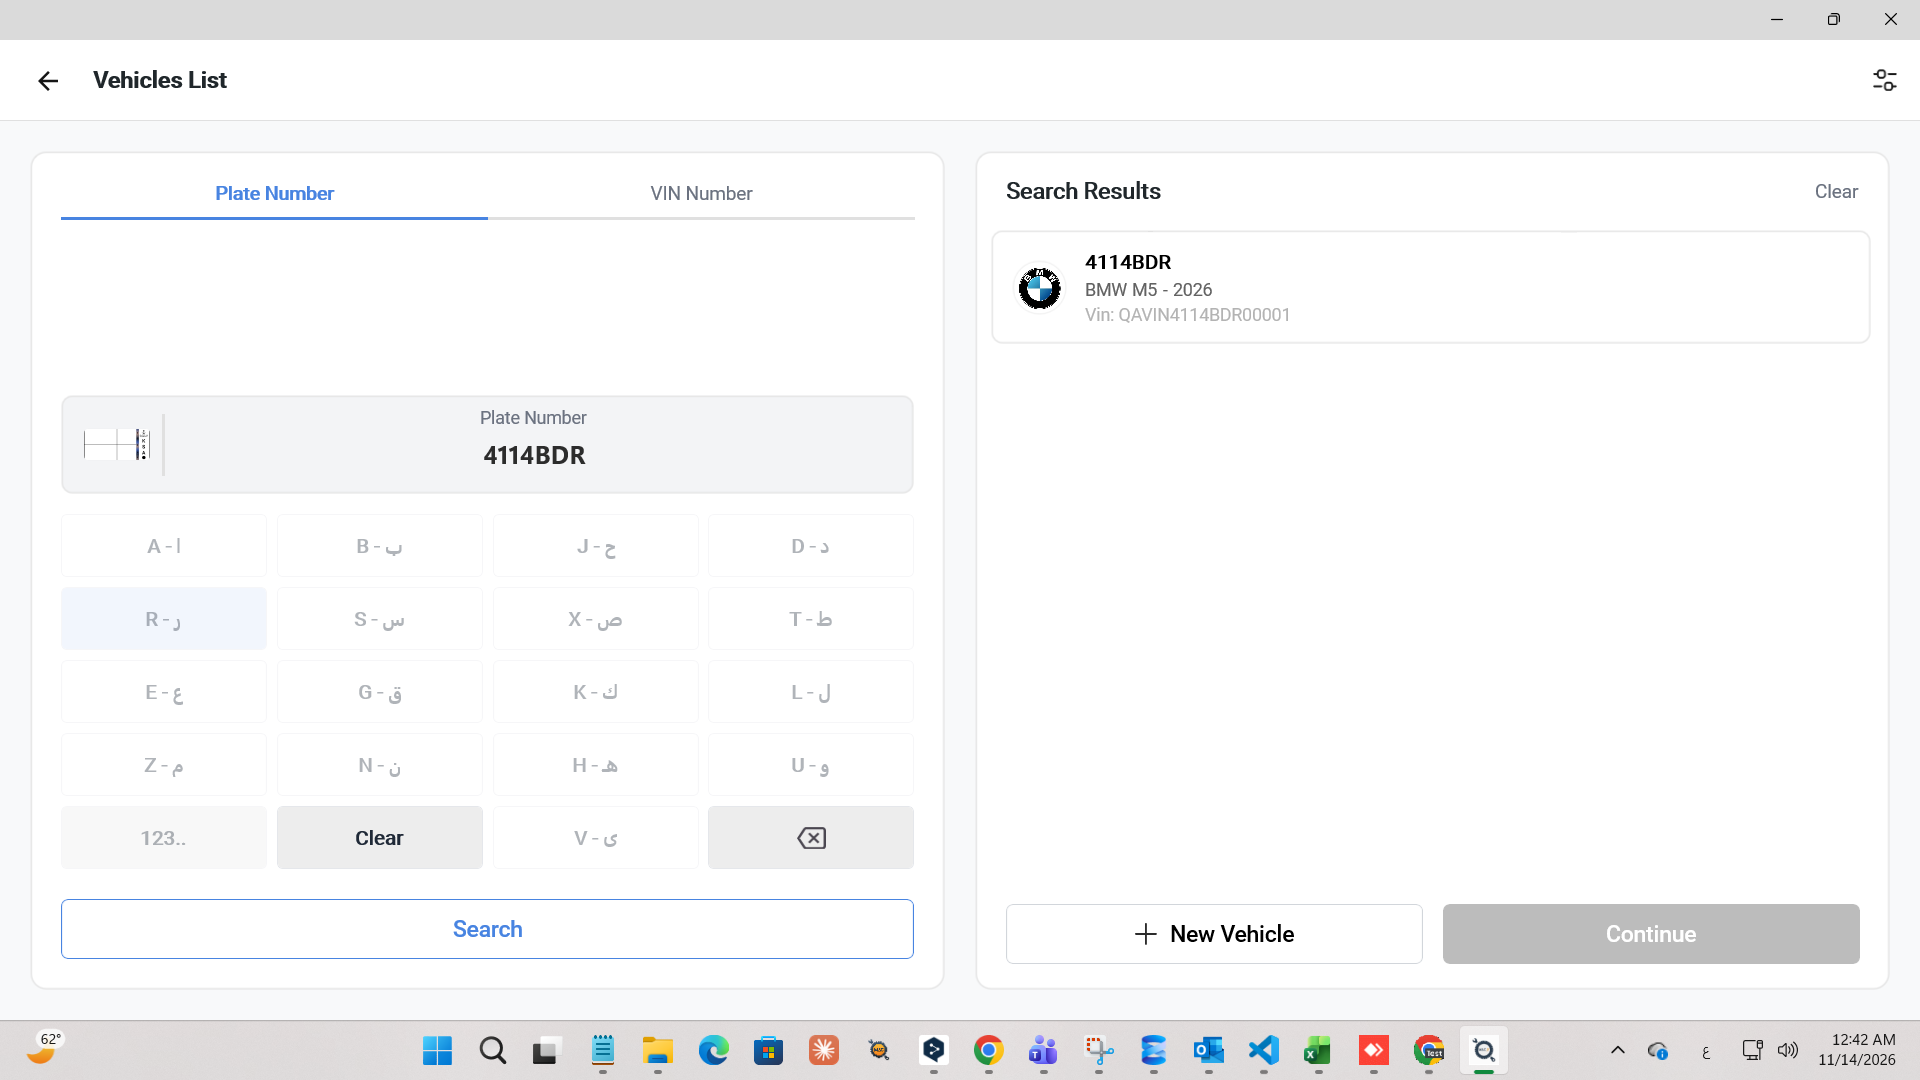 Vehicles List
Plate Number
VIN Number
Plate Number
4114BDR
A - ا
B - ب
J - ح
D - د
R - ر
S - س
X - ص
T - ط
E - ع
G - ق
K - ك
L - ل
Z - م
N - ن
H - هـ
U - و
123..
Clear
V - ى
Search
Search Results
Clear
4114BDR
BMW M5 - 2026
Vin: QAVIN4114BDR00001
New Vehicle
Continue
62°
Test
ع
12:42 AM
11/14/2026